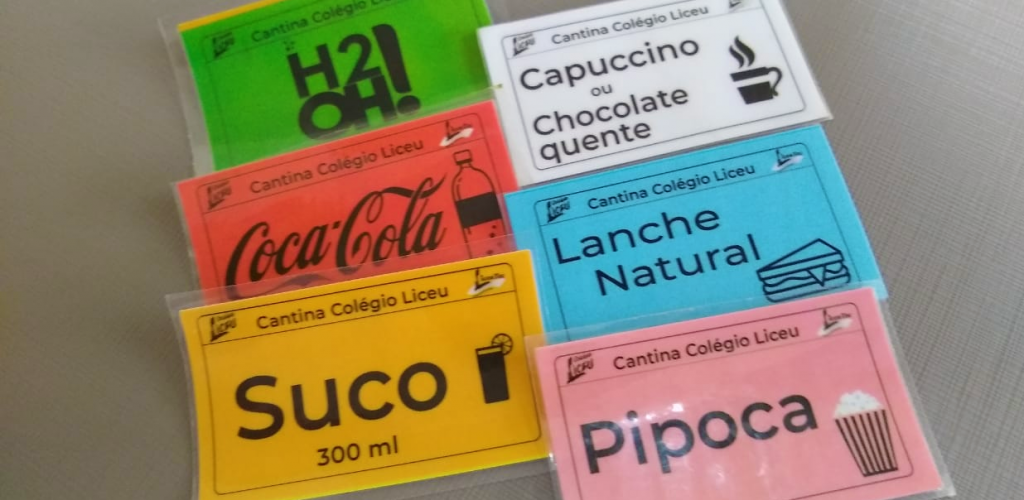 Cantina Colégio Liceu
H2
OH!
Cantina Colégio Liceu
Capuccino
ou
Chocolate
quente
Cantina Colégio Liceu
Coca-Cola
Cantina Colégio Liceu
Lanche
Natural
Cantina Colégio Liceu
Suco
300 ml
Cantina Colégio Liceu
Pipoca